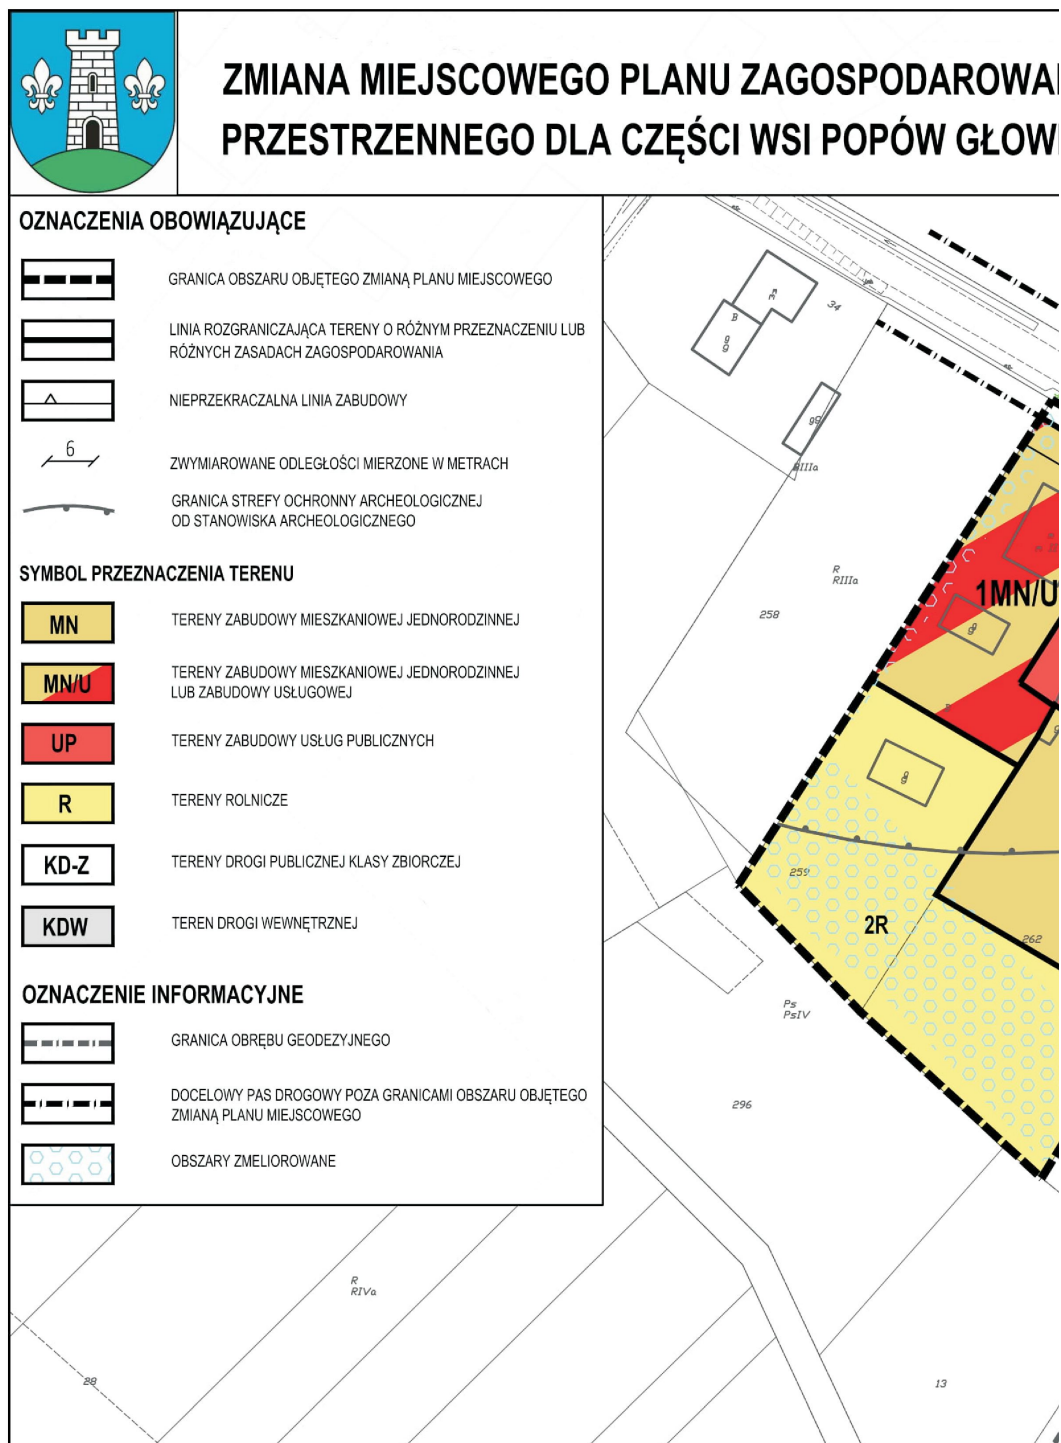 ZMIANA MIEJSCOWEGO PLANU ZAGOSPODAROWA
PRZESTRZENNEGO DLA CZĘŚCI WSI POPÓW GŁOW
OZNACZENIA OBOWIĄZUJĄCE
GRANICA OBSZARU OBJĘTEGO ZMIANĄ PLANU MIEJSCOWEGO
LINIA ROZGRANICZAJĄCA TERENY O RÓŻNYM PRZEZNACZENIU LUB
RÓŻNYCH ZASADACH ZAGOSPODAROWANIA
NIEPRZEKRACZALNA LINIA ZABUDOWY
6
ZWYMIAROWANE ODLEGŁOŚCI MIERZONE W METRACH
GRANICA STREFY OCHRONNY ARCHEOLOGICZNEJ
OD STANOWISKA ARCHEOLOGICZNEGO
SYMBOL PRZEZNACZENIA TERENU
MN
TERENY ZABUDOWY MIESZKANIOWEJ JEDNORODZINNEJ
MN/U
TERENY ZABUDOWY MIESZKANIOWEJ JEDNORODZINNEJ
LUB ZABUDOWY USŁUGOWEJ
UP
TERENY ZABUDOWY USŁUG PUBLICZNYCH
R
TERENY ROLNICZE
KD-Z
TERENY DROGI PUBLICZNEJ KLASY ZBIORCZEJ
KDW
TEREN DROGI WEWNĘTRZNEJ
OZNACZENIE INFORMACYJNE
GRANICA OBRĘBU GEODEZYJNEGO
DOCELOWY PAS DROGOWY POZA GRANICAMI OBSZARU OBJĘTEGO
ZMIANĄ PLANU MIEJSCOWEGO
OBSZARY ZMELIOROWANE
34
B
g
g
gg
RIIIa
R
RIIIa
258
1MN/U
g
g
259
2R
262
Ps
PsIV
296
R
RIVa
28
13